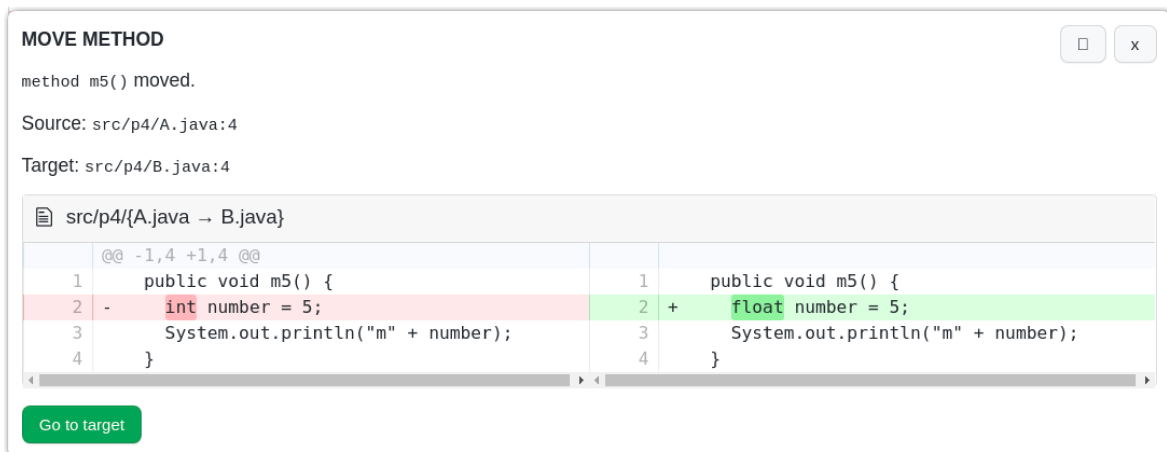 MOVE METHOD
x
method m5() moved.
Source: src/p4/A.java:4
Target: src/p4/B.java:4
src/p4/{A.java → B.java}
@@ -1,4 +1,4 @@
1 public void m5() { 1 public void m5() {
2 - int number = 5; 2 + float number = 5;
3 System.out.println("m" + number); 3 System.out.println("m" + number);
4 } 4 }
Go to target